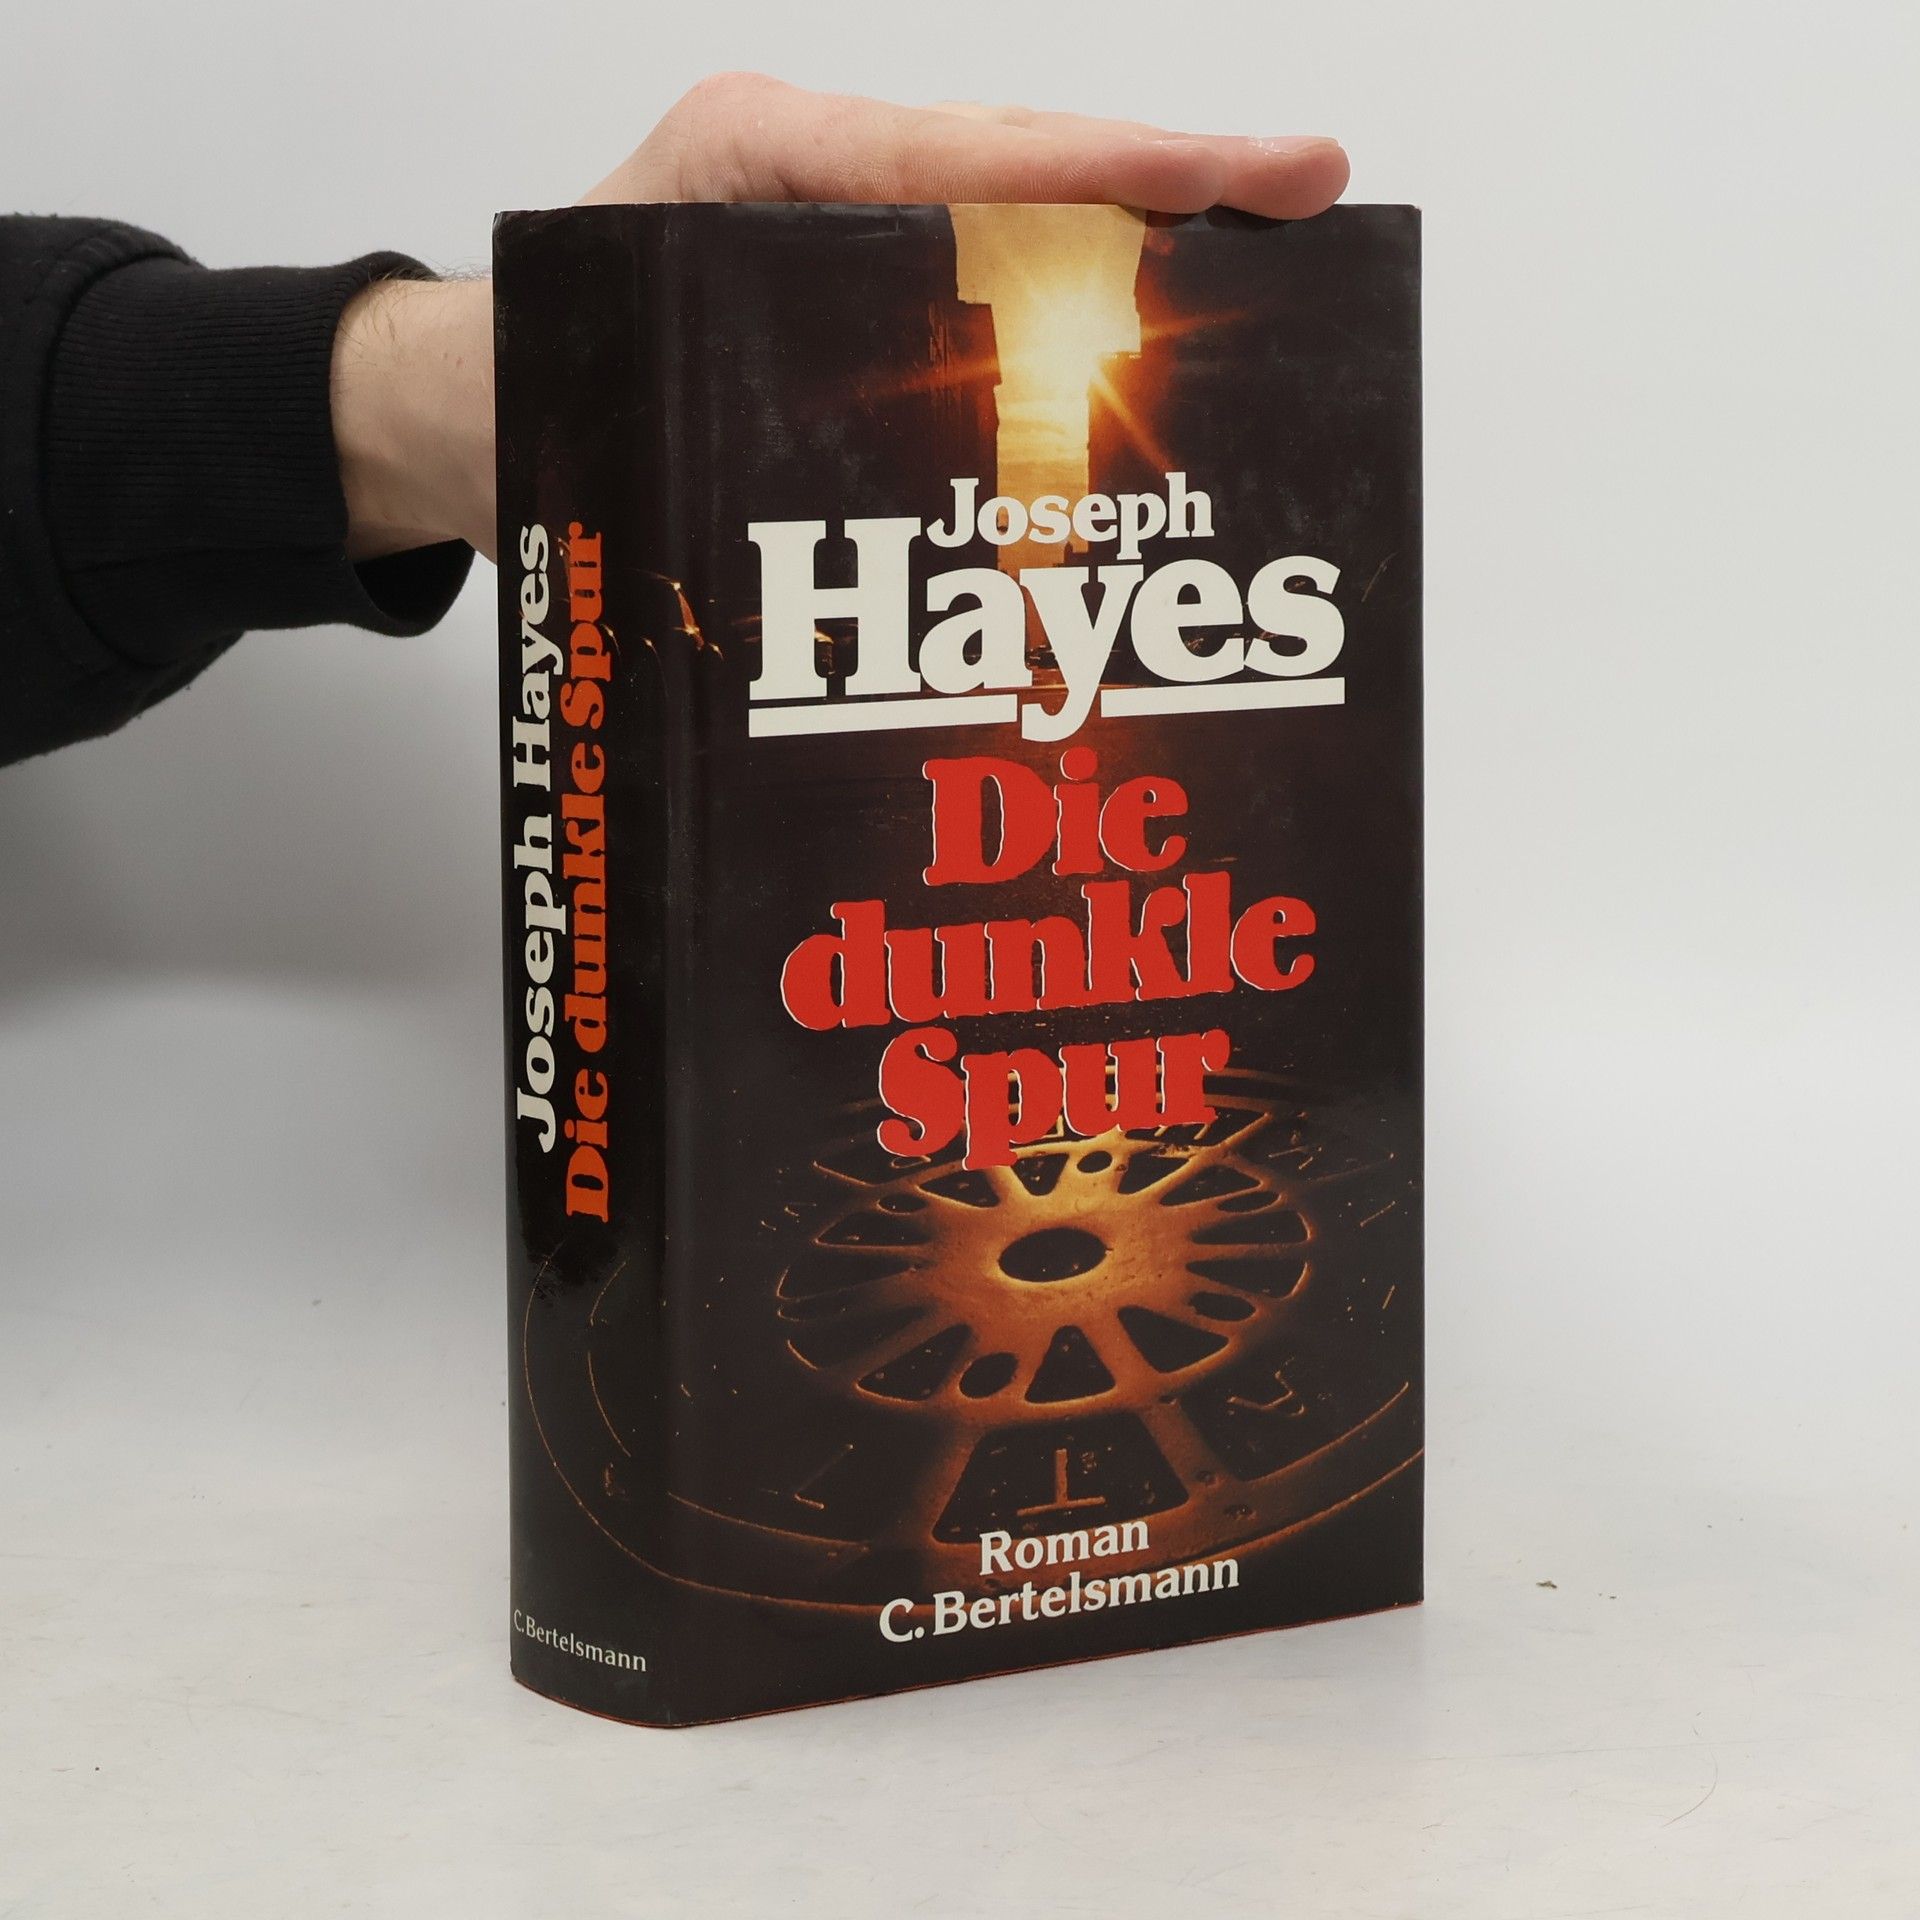 Joseph
Hayes
Die
dunkle
Spur
Roman
C. Bertelsmann
Joseph Hayes
Die dunkle Spur
C. Bertelsmann